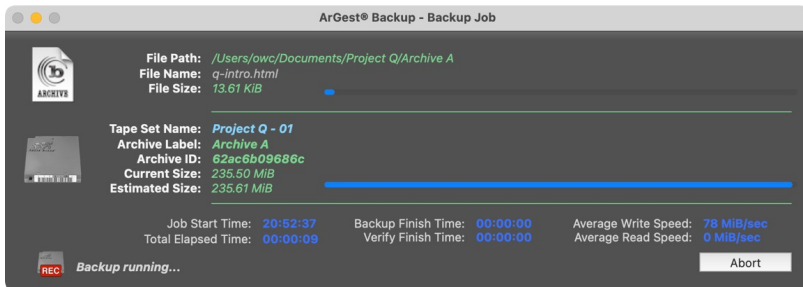 ArGest® Backup - Backup Job
File Path: /Users/owc/Documents/Project Q/Archive A
File Name: q-intro.html
File Size: 13.61 KiB
ARCHIVE
Tape Set Name: Project Q - 01
Archive Label: Archive A
Archive ID: 62ac6b09686c
Current Size: 235.50 MiB
Estimated Size: 235.61 MiB
Job Start Time: 20:52:37 Backup Finish Time: 00:00:00 Average Write Speed: 78 MiB/sec
Total Elapsed Time: 00:00:09 Verify Finish Time: 00:00:00 Average Read Speed: 0 MiB/sec
REC Backup running... Abort